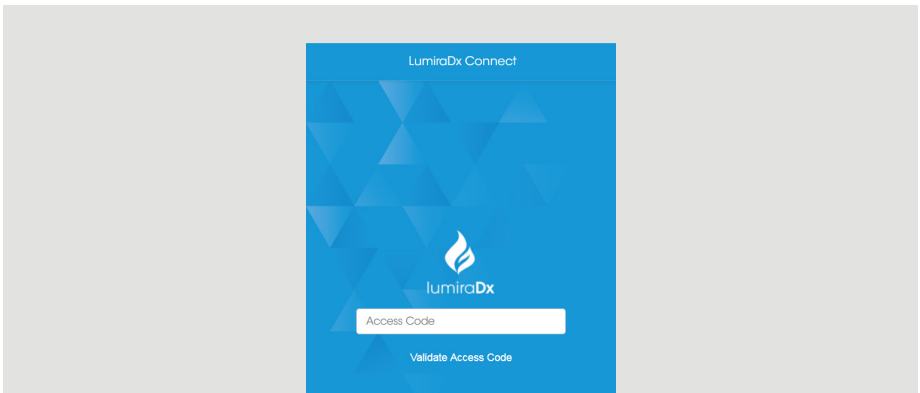 LumiraDx Connect
lumiraDx
Access Code
Validate Access Code